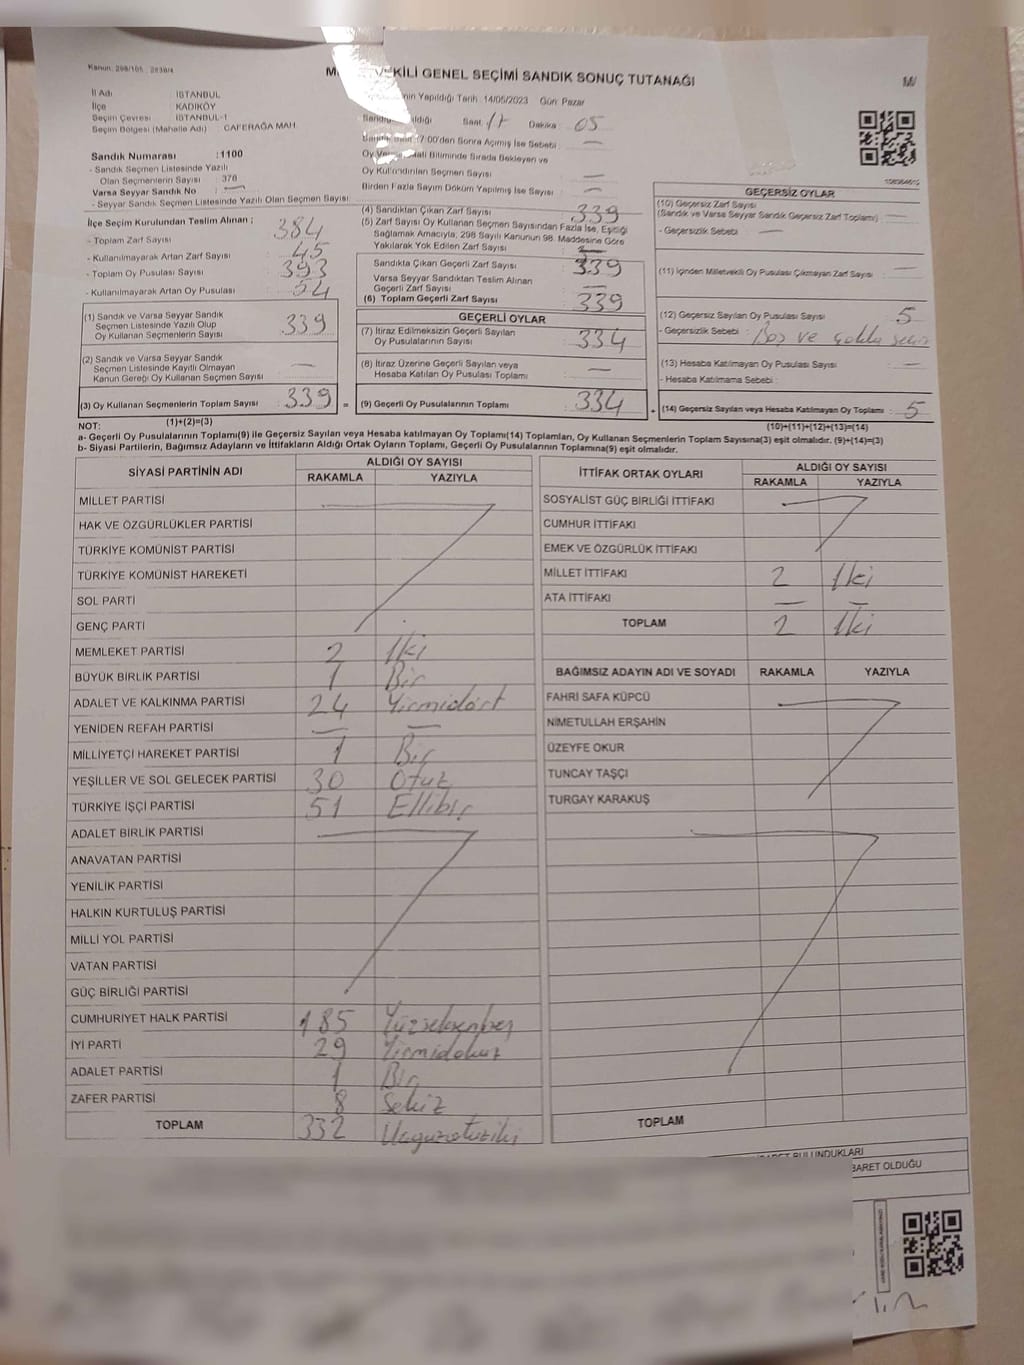 Kanun: 298/105 - 2839/4
M VEKİLİ GENEL SEÇİMİ SANDIK SONUÇ TUTANAĞI
M/
İl Adı : İSTANBUL
İlçe : KADIKÖY
Seçim Çevresi : İSTANBUL-1
Seçim Bölgesi (Mahalle Adı) : CAFERAĞA MAH.
nin Yapıldığı Tarih : 14/05/2023 Gün: Pazar
Saat: 17 Dakika : 05
17:00'den Sonra Açımış İse Sebebi : —
Bitiminde Sırada Bekleyen ve
Oy Kullandırılan Seçmen Sayısı : —
Birden Fazla Sayım Döküm Yapılmış İse Sayısı : —
Sandık Numarası : 1100
- Sandık Seçmen Listesinde Yazılı
Olan Seçmenlerin Sayısı : 378
Varsa Seyyar Sandık No : —
- Seyyar Sandık Seçmen Listesinde Yazılı Olan Seçmen Sayısı:
İlçe Seçim Kurulundan Teslim Alınan ;
- Toplam Zarf Sayısı : 384
- Kullanılmayarak Artan Zarf Sayısı : 45
- Toplam Oy Pusulası Sayısı : 393
- Kullanılmayarak Artan Oy Pusulası : 54
(1) Sandık ve Varsa Seyyar Sandık
Seçmen Listesinde Yazılı Olup
Oy Kullanan Seçmenlerin Sayısı : 339
(2) Sandık ve Varsa Seyyar Sandık
Seçmen Listesinde Kayıtlı Olmayan
Kanun Gereği Oy Kullanan Seçmen Sayısı : —
(3) Oy Kullanan Seçmenlerin Toplam Sayısı : 339 =
(1)+(2)=(3)
(4) Sandıktan Çıkan Zarf Sayısı : 339
(5) Zarf Sayısı Oy Kullanan Seçmen Sayısından Fazla İse, Eşitliği
Sağlamak Amacıyla, 298 Sayılı Kanunun 98. Maddesine Göre
Yakılarak Yok Edilen Zarf Sayısı : —
Sandıkta Çıkan Geçerli Zarf Sayısı : 339
Varsa Seyyar Sandıktan Teslim Alınan
Geçerli Zarf Sayısı : —
(6) Toplam Geçerli Zarf Sayısı : 339
GEÇERLİ OYLAR
(7) İtiraz Edilmeksizin Geçerli Sayılan
Oy Pusulalarının Sayısı : 334
(8) İtiraz Üzerine Geçerli Sayılan veya
Hesaba Katılan Oy Pusulası Toplamı : —
(9) Geçerli Oy Pusulalarının Toplamı : 334 +
GEÇERSİZ OYLAR
(10) Geçersiz Zarf Sayısı
(Sandık ve Varsa Seyyar Sandık Geçersiz Zarf Toplamı) : —
- Geçersizlik Sebebi : —
(11) İçinden Milletvekili Oy Pusulası Çıkmayan Zarf Sayısı : —
(12) Geçersiz Sayılan Oy Pusulası Sayısı : 5
- Geçersizlik Sebebi : Boş ve
(13) Hesaba Katılmayan Oy Pusulası Sayısı : —
- Hesaba Katılmama Sebebi :
(14) Geçersiz Sayılan veya Hesaba Katılmayan Oy Toplamı : 5
(10)+(11)+(12)+(13)=(14)
NOT:
a- Geçerli Oy Pusulalarının Toplamı(9) ile Geçersiz Sayılan veya Hesaba katılmayan Oy Toplamı(14) Toplamları, Oy Kullanan Seçmenlerin Toplam Sayısına(3) eşit olmalıdır. (9)+(14)=(3)
b- Siyasi Partilerin, Bağımsız Adayların ve İttifakların Aldığı Ortak Oyların Toplamı, Geçerli Oy Pusulalarının Toplamına(9) eşit olmalıdır.
SİYASİ PARTİNİN ADI ALDIĞI OY SAYISI
RAKAMLA YAZIYLA
MİLLET PARTİSİ
HAK VE ÖZGÜRLÜKLER PARTİSİ
TÜRKİYE KOMÜNİST PARTİSİ
TÜRKİYE KOMÜNİST HAREKETİ
SOL PARTİ
GENÇ PARTİ
MEMLEKET PARTİSİ 2 İki
BÜYÜK BİRLİK PARTİSİ 1 Bir
ADALET VE KALKINMA PARTİSİ 24 Yirmidört
YENİDEN REFAH PARTİSİ — —
MİLLİYETÇİ HAREKET PARTİSİ 1 Bir
YEŞİLLER VE SOL GELECEK PARTİSİ 30 Otuz
TÜRKİYE İŞÇİ PARTİSİ 51 Ellibir
ADALET BİRLİK PARTİSİ
ANAVATAN PARTİSİ
YENİLİK PARTİSİ
HALKIN KURTULUŞ PARTİSİ
MİLLİ YOL PARTİSİ
VATAN PARTİSİ
GÜÇ BİRLİĞİ PARTİSİ
CUMHURİYET HALK PARTİSİ 185 Yüzseksenbeş
İYİ PARTİ 29 Yirmidokuz
ADALET PARTİSİ 1 Bir
ZAFER PARTİSİ 8 Sekiz
TOPLAM 332 Üçyüzotuziki
İTTİFAK ORTAK OYLARI ALDIĞI OY SAYISI
RAKAMLA YAZIYLA
SOSYALİST GÜÇ BİRLİĞİ İTTİFAKI
CUMHUR İTTİFAKI
EMEK VE ÖZGÜRLÜK İTTİFAKI
MİLLET İTTİFAKI 2 İki
ATA İTTİFAKI — —
TOPLAM 2 İki
BAĞIMSIZ ADAYIN ADI VE SOYADI RAKAMLA YAZIYLA
FAHRİ SAFA KÜPCÜ
NİMETULLAH ERŞAHİN
ÜZEYFE OKUR
TUNCAY TAŞÇI
TURGAY KARAKUŞ
TOPLAM
BULUNDUKLARI
BARET OLDUĞU